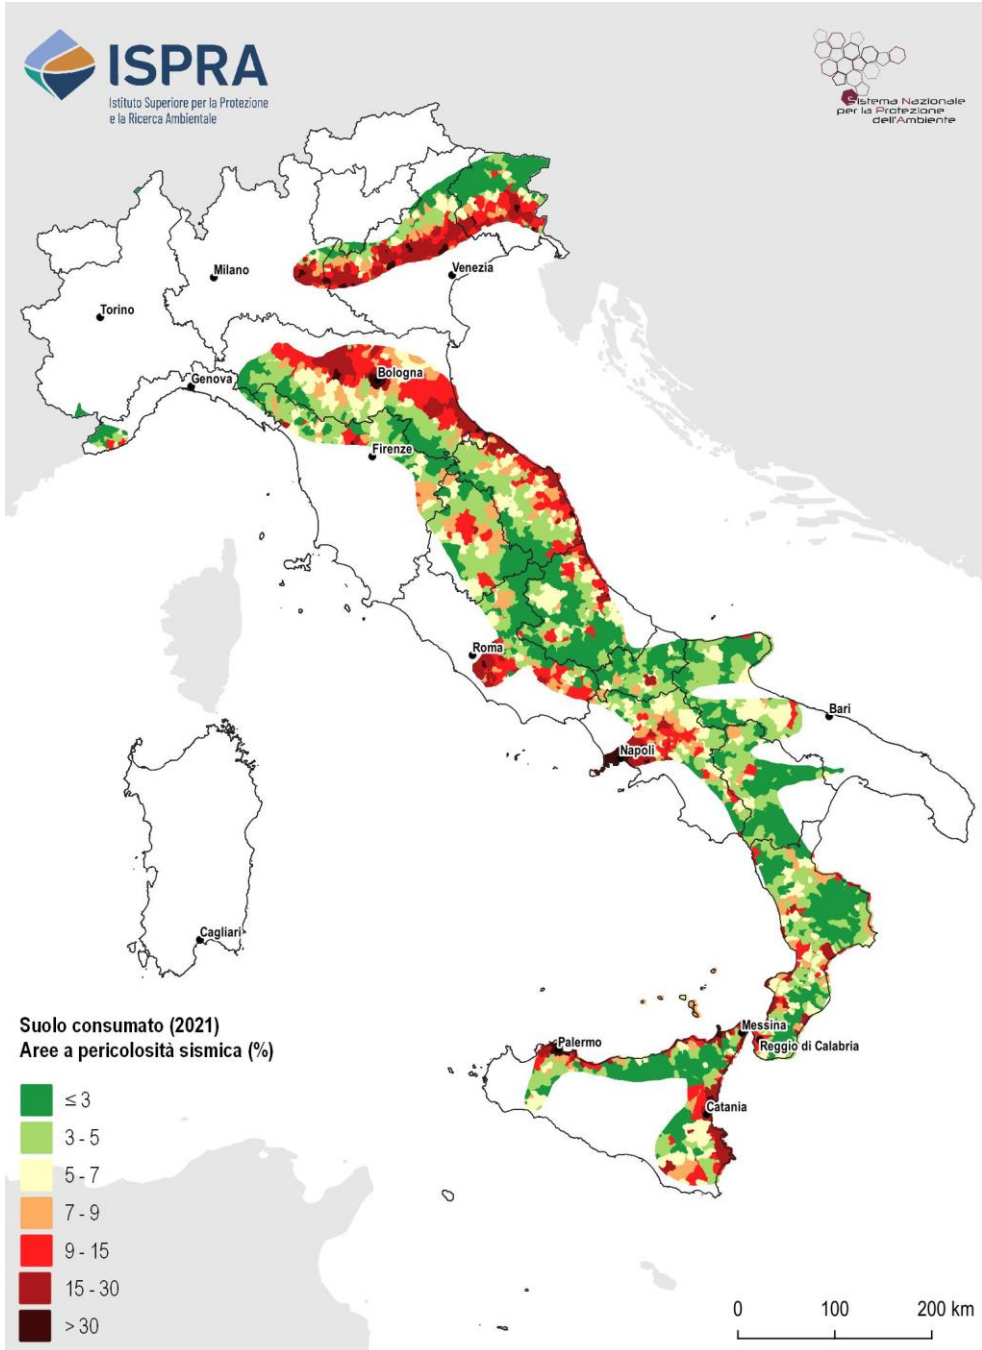 ISPRA
Istituto Superiore per la Protezione
e la Ricerca Ambientale
Sistema Nazionale
per la Protezione
dell'Ambiente
Milano
Venezia
Torino
Genova
Bologna
Firenze
Roma
Bari
Napoli
Cagliari
Messina
Palermo
Reggio di Calabria
Catania
Suolo consumato (2021)
Aree a pericolosità sismica (%)
≤ 3
3 - 5
5 - 7
7 - 9
9 - 15
15 - 30
> 30
0 100 200 km